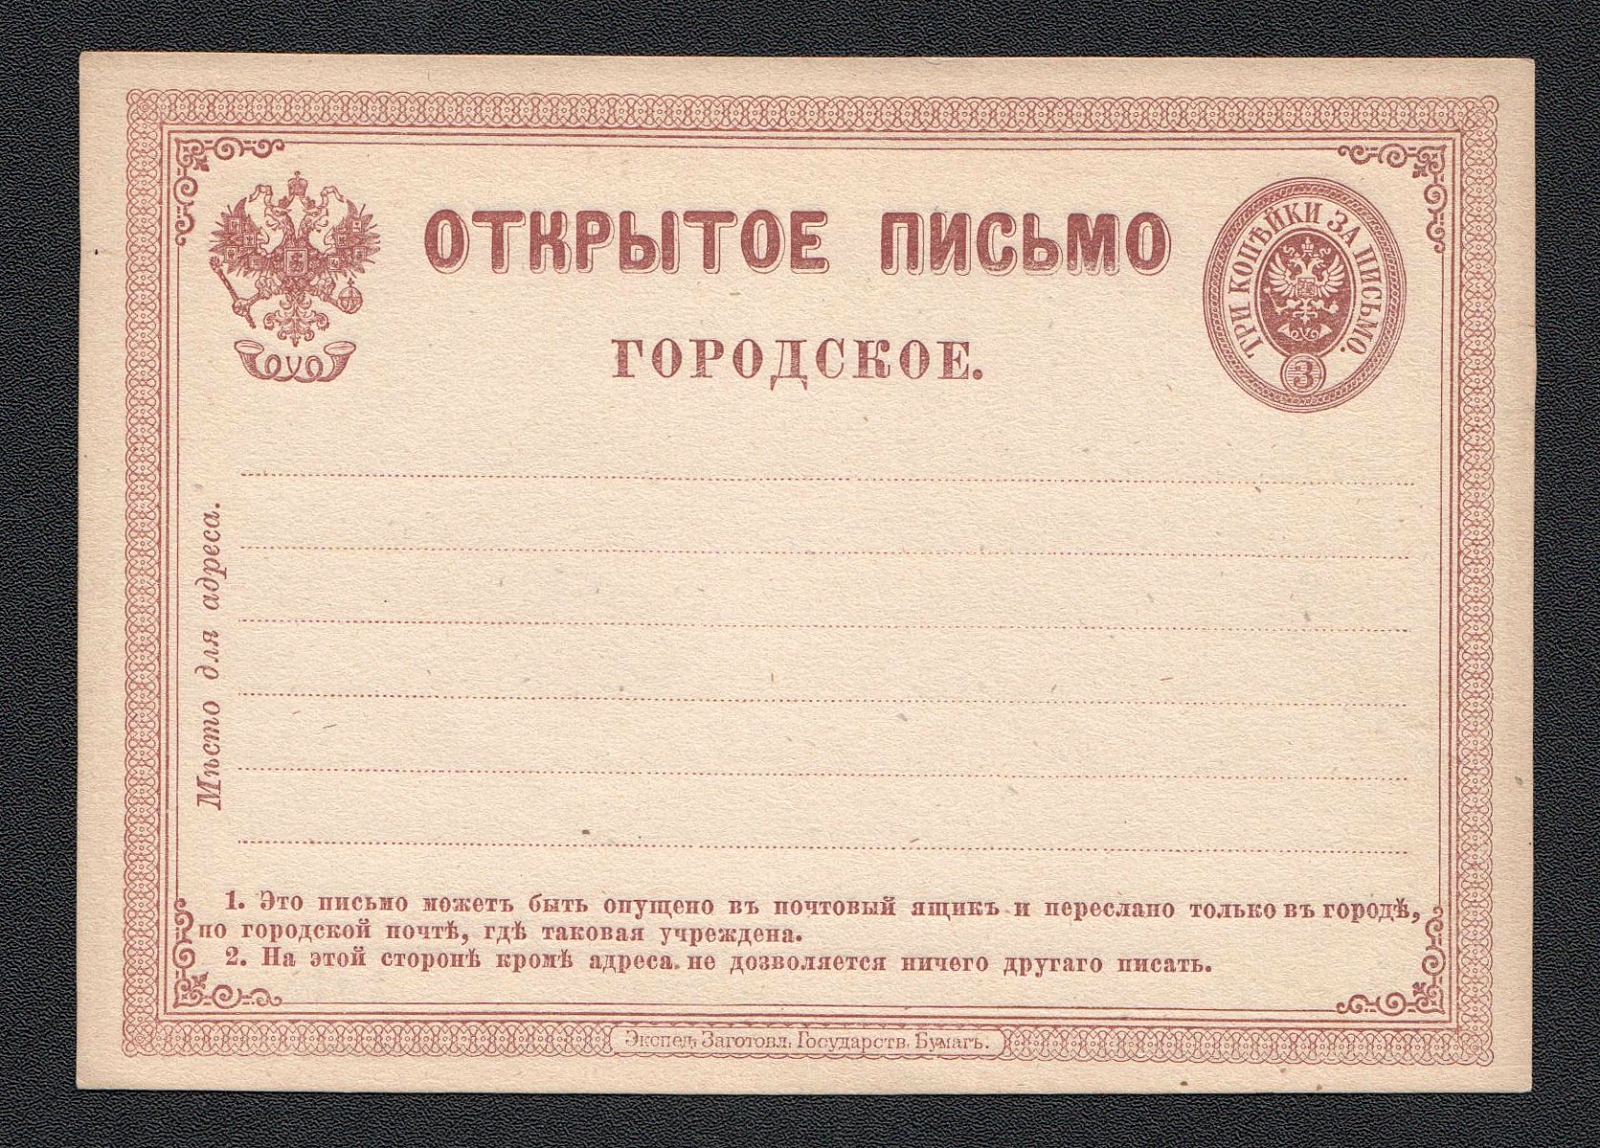 ОТКРЫТОЕ ПИСЬМО
ТРИ КОПѢЙКИ ЗА ПИСЬМО.
3
ГОРОДСКОЕ.
Мѣсто для адреса.
1. Это письмо можетъ быть опущено въ почтовый ящикъ и переслано только въ городѣ,
по городской почтѣ, гдѣ таковая учреждена.
2. На этой сторонѣ кромѣ адреса не дозволяется ничего другаго писать.
Экспед. Заготовл. Государств. Бумагъ.